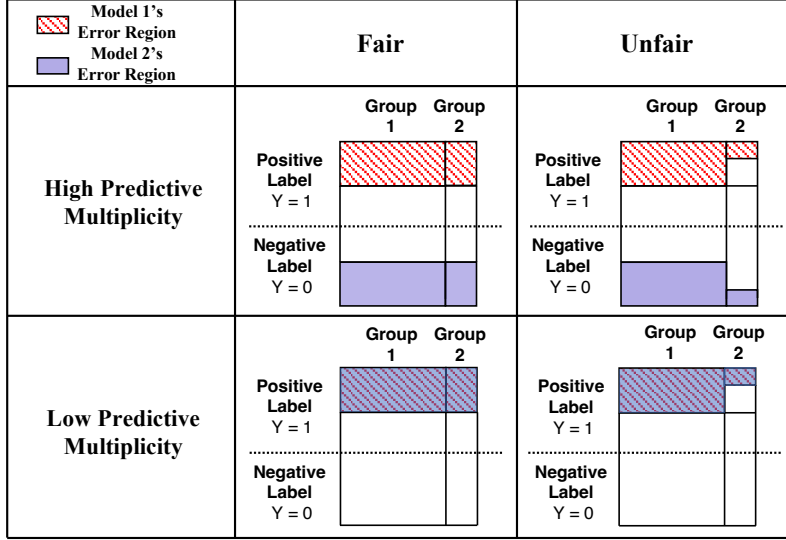 Model 1's
Error Region
Model 2's
Error Region
Fair
Unfair
High Predictive
Multiplicity
Group Group
1 2
Positive
Label
Y = 1
Negative
Label
Y = 0
Group Group
1 2
Positive
Label
Y = 1
Negative
Label
Y = 0
Low Predictive
Multiplicity
Group Group
1 2
Positive
Label
Y = 1
Negative
Label
Y = 0
Group Group
1 2
Positive
Label
Y = 1
Negative
Label
Y = 0